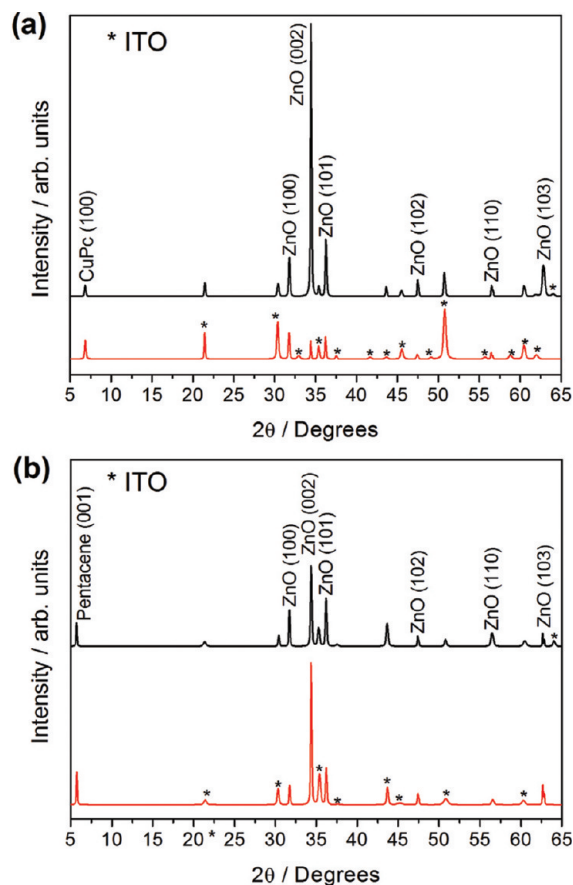 (a)
* ITO
CuPc (100)
ZnO (100)
ZnO (002)
ZnO (101)
ZnO (102)
ZnO (110)
ZnO (103)
*
* * * * * * * * * * * * * *
Intensity / arb. units
5 10 15 20 25 30 35 40 45 50 55 60 65
2θ / Degrees
(b)
* ITO
Pentacene (001)
ZnO (100)
ZnO (002)
ZnO (101)
ZnO (102)
ZnO (110)
ZnO (103)
*
* * * * * * * *
Intensity / arb. units
5 10 15 20 * 25 30 35 40 45 50 55 60 65
2θ / Degrees